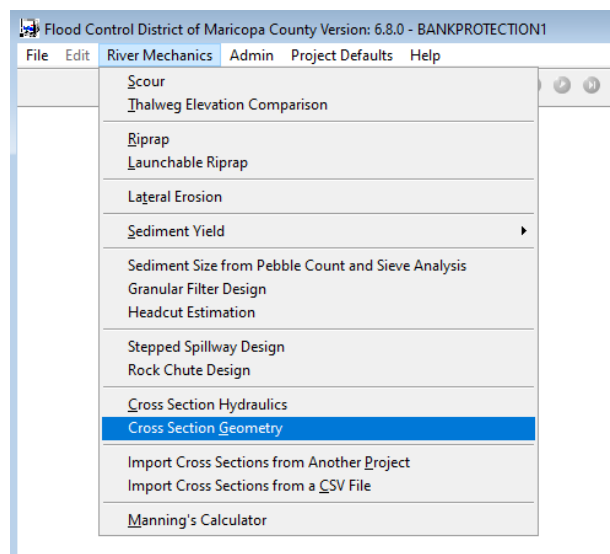 Flood Control District of Maricopa County Version: 6.8.0 - BANKPROTECTION1
File Edit River Mechanics Admin Project Defaults Help
Scour
Thalweg Elevation Comparison
Riprap
Launchable Riprap
Lateral Erosion
Sediment Yield
Sediment Size from Pebble Count and Sieve Analysis
Granular Filter Design
Headcut Estimation
Stepped Spillway Design
Rock Chute Design
Cross Section Hydraulics
Cross Section Geometry
Import Cross Sections from Another Project
Import Cross Sections from a CSV File
Manning's Calculator